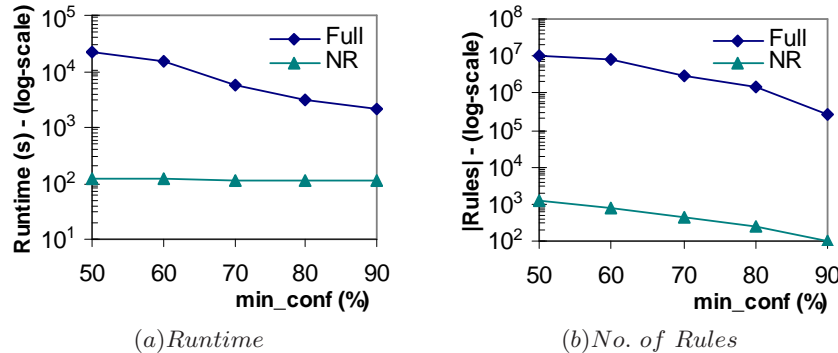 10^5
10^4
10^3
10^2
10^1
Runtime (s) - (log-scale)
Full
NR
50 60 70 80 90
min_conf (%)
(a)Runtime
10^8
10^7
10^6
10^5
10^4
10^3
10^2
|Rules| - (log-scale)
Full
NR
50 60 70 80 90
min_conf (%)
(b)No. of Rules